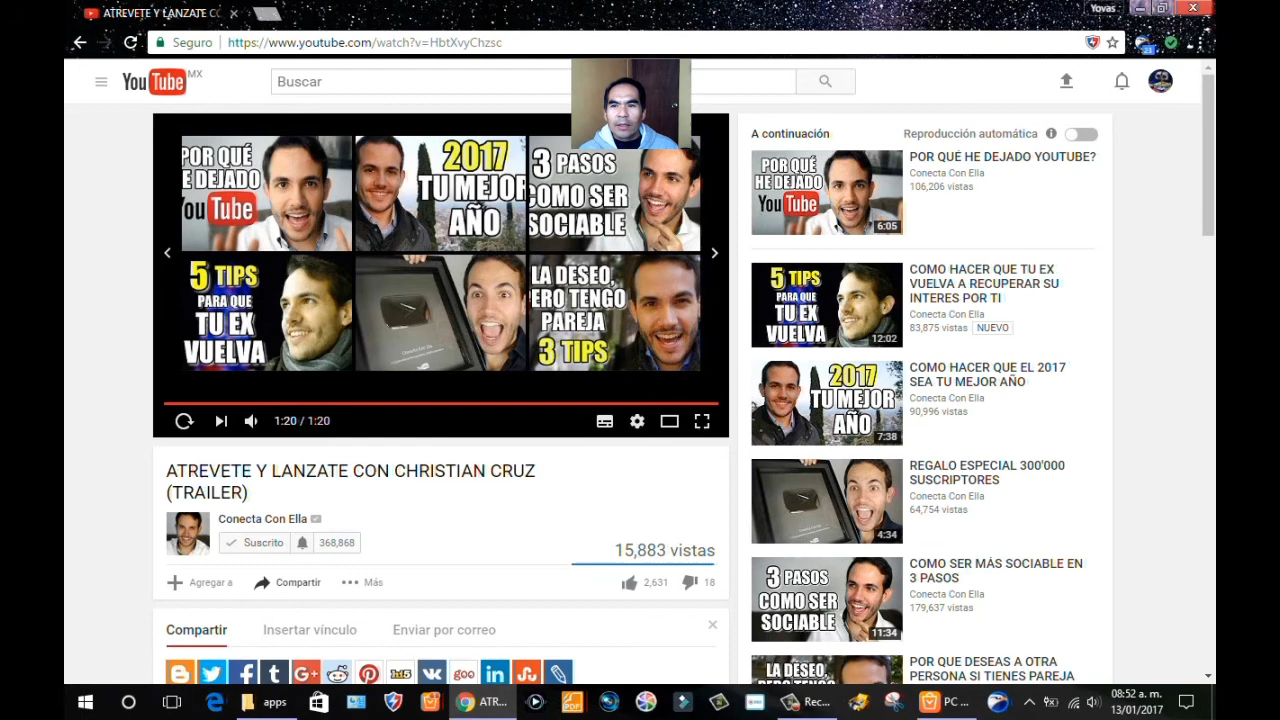 ATREVETE Y LANZATE CO
Yovas
Seguro
https://www.youtube.com/watch?v=HbtXvyChzsc
21
YouTube MX
Buscar
POR QUÉ
E DEJADO
You Tube
2017
TU MEJOR
AÑO
3 PASOS
COMO SER
SOCIABLE
5 TIPS
PARA QUE
TU EX
VUELVA
LA DESEO,
PERO TENGO
PAREJA
3 TIPS
1:20 / 1:20
ATREVETE Y LANZATE CON CHRISTIAN CRUZ
(TRAILER)
Conecta Con Ella
Suscrito
368,868
15,883 vistas
Agregar a
Compartir
Más
2,631
18
Compartir
Insertar vínculo
Enviar por correo
A continuación
Reproducción automática
POR QUÉ
HE DEJADO
You Tube
6:05
POR QUÉ HE DEJADO YOUTUBE?
Conecta Con Ella
106,206 vistas
5 TIPS
PARA QUE
TU EX
VUELVA
12:02
COMO HACER QUE TU EX
VUELVA A RECUPERAR SU
INTERES POR TI
Conecta Con Ella
83,875 vistas
NUEVO
2017
TU MEJOR
AÑO
7:38
COMO HACER QUE EL 2017
SEA TU MEJOR AÑO
Conecta Con Ella
90,996 vistas
4:34
REGALO ESPECIAL 300'000
SUSCRIPTORES
Conecta Con Ella
64,754 vistas
3 PASOS
COMO SER
SOCIABLE
11:34
COMO SER MÁS SOCIABLE EN
3 PASOS
Conecta Con Ella
179,637 vistas
LA DESEO,
POR QUE DESEAS A OTRA
PERSONA SI TIENES PAREJA
apps
ATR...
PDF
Rec...
PC ...
08:52 a. m.
13/01/2017